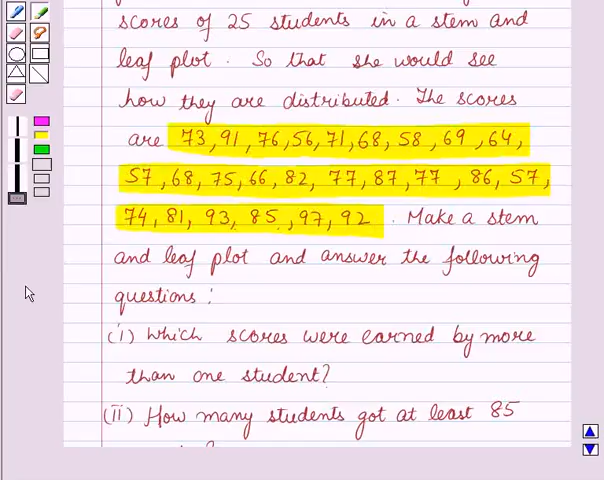 scores of 25 students in a stem and
leaf plot. So that she would see
how they are distributed. The scores
are 73, 91, 76, 56, 71, 68, 58, 69, 64,
57, 68, 75, 66, 82, 77, 87, 77, 86, 57,
74, 81, 93, 85, 97, 92. Make a stem
and leaf plot and answer the following
questions:
(i) Which scores were earned by more
than one student?
(ii) How many students got at least 85